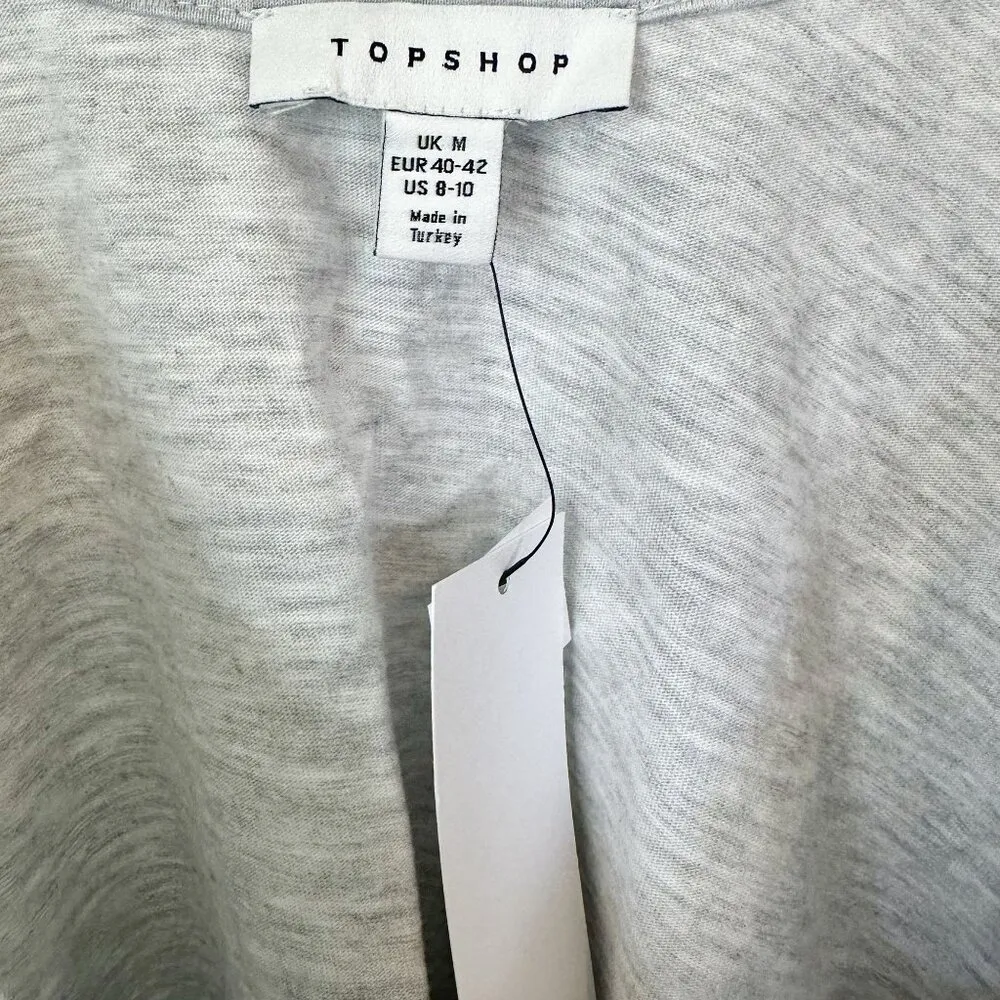 TOPSHOP
UK M
EUR 40-42
US 8-10
Made in
Turkey